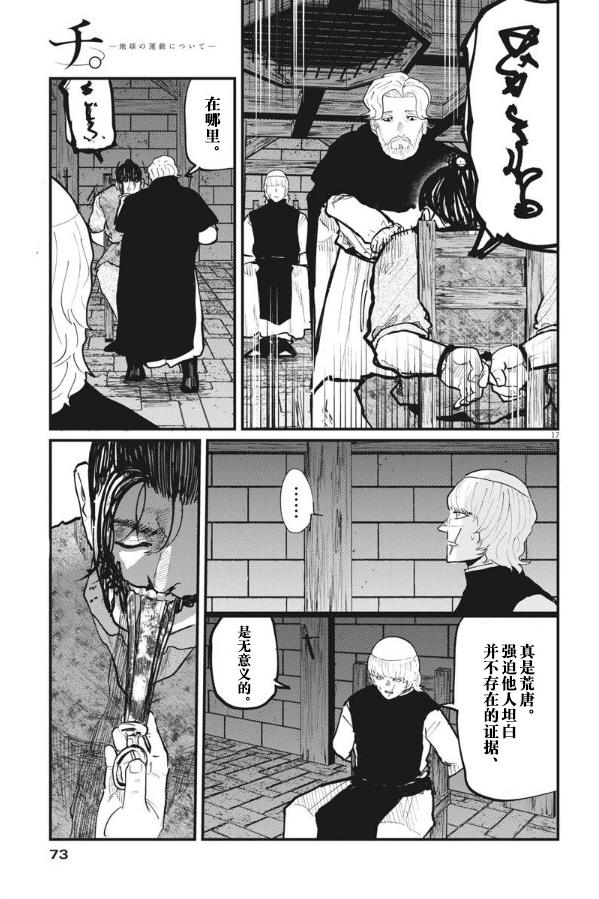 チ。
―地球の運動について―
在哪里。
17
……
真是荒唐。
强迫他人坦白
并不存在的证据、
是无意义的。
73